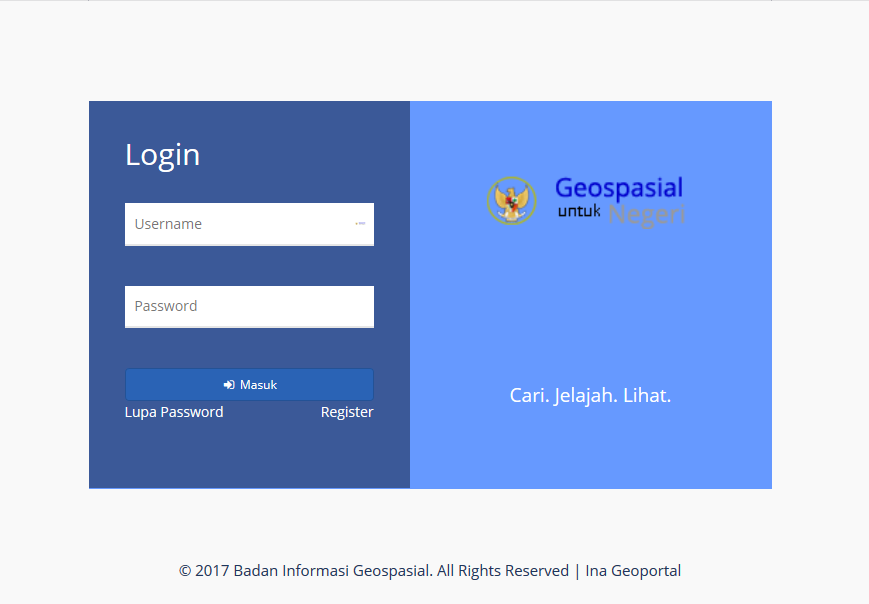 Login
Username
Password
Masuk
Lupa Password Register
Geospasial
untuk Negeri
Cari. Jelajah. Lihat.
© 2017 Badan Informasi Geospasial. All Rights Reserved | Ina Geoportal